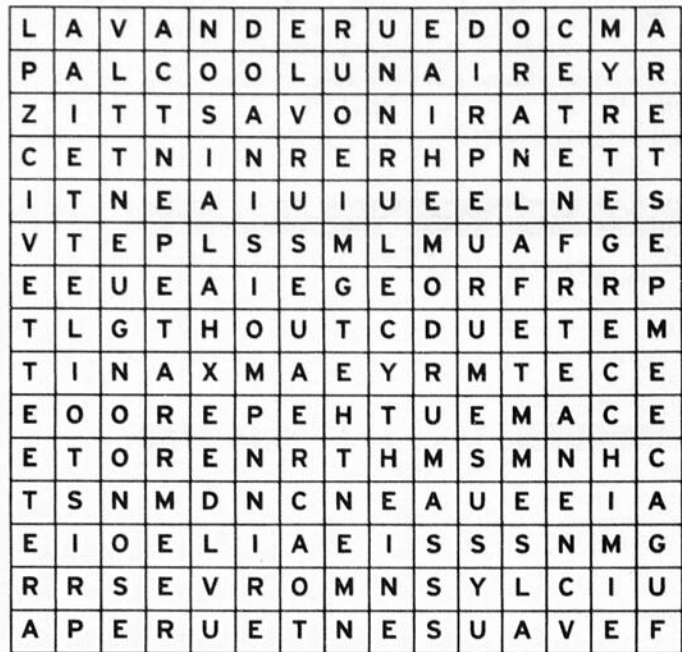 L A V A N D E R U E D O C M A
P A L C O O L U N A I R E Y R
Z I T T S A V O N I R A T R E
C E T N I N R E R H P N E T T
I T N E A I U I U E E L N E S
V T E P L S S M L M U A F G E
E E U E A I E G E O R F R R P
T L G T H O U T C D U E T E M
T I N A X M A E Y R M T E C E
E O O R E P E H T U E M A C E
E T O R E N R T H M S M N H C
T S N M D N C N E A U E E I A
E I O E L I A E I S S S N M G
R R S E V R O M N S Y L C I U
A P E R U E T N E S U A V E F